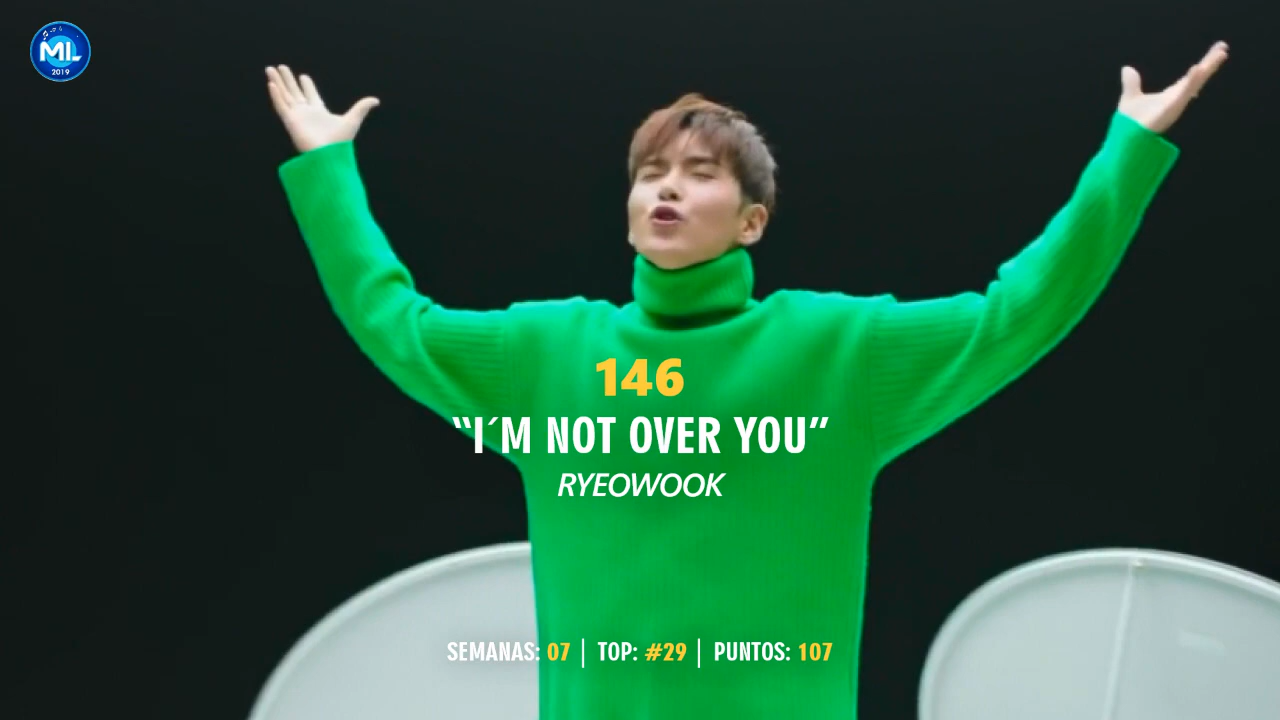 ML
2019
146
“I´M NOT OVER YOU”
RYEOWOOK
SEMANAS: 07 | TOP: #29 | PUNTOS: 107